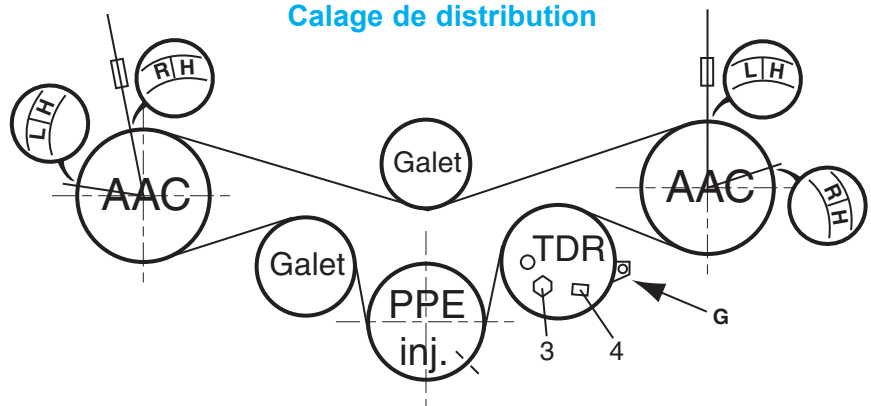 Calage de distribution
R H
L H
L H
R H
AAC
Galet
AAC
Galet
TDR
PPE
inj.
G
3
4